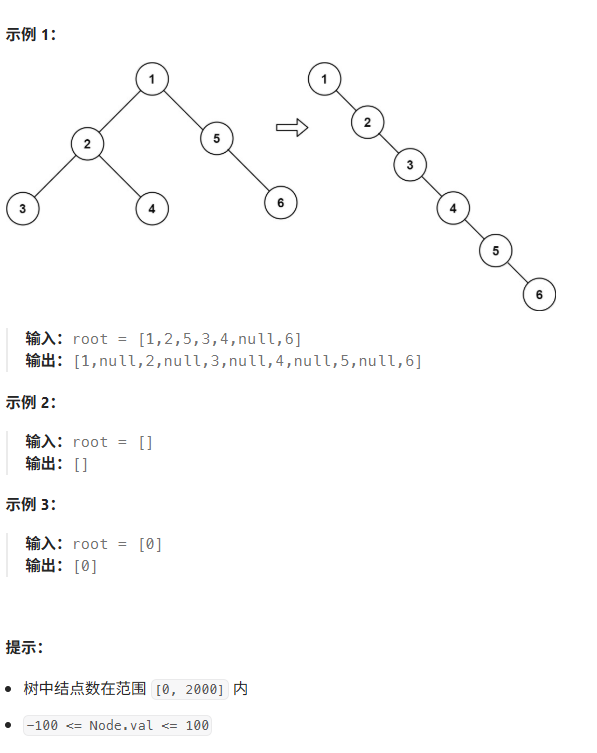 示例 1：
1
2
5
3
4
6
1
2
3
4
5
6
输入：root = [1,2,5,3,4,null,6]
输出：[1,null,2,null,3,null,4,null,5,null,6]
示例 2：
输入：root = []
输出：[]
示例 3：
输入：root = [0]
输出：[0]
提示：
树中结点数在范围 [0, 2000] 内
-100 <= Node.val <= 100